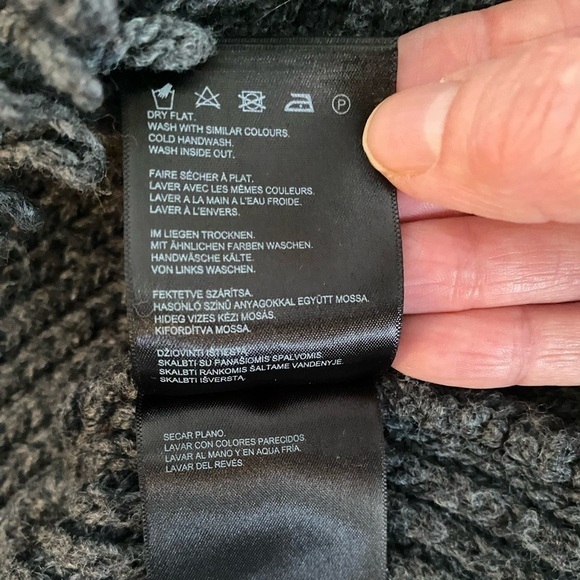 P
DRY FLAT.
WASH WITH SIMILAR COLOURS.
COLD HANDWASH.
WASH INSIDE OUT.
FAIRE SÉCHER À PLAT.
LAVER AVEC LES MÊMES COULEURS.
LAVER A LA MAIN A L'EAU FROIDE.
LAVER À L'ENVERS.
IM LIEGEN TROCKNEN.
MIT ÄHNLICHEN FARBEN WASCHEN.
HANDWÄSCHE KÄLTE.
VON LINKS WASCHEN.
FEKTETVE SZÁRÍTSA.
HASONLÓ SZÍNŰ ANYAGOKKAL EGYÜTT MOSSA.
HIDEG VIZES KÉZI MOSÁS.
KIFORDÍTVA MOSSA.
DŽIOVINTI IŠTIESTĄ.
SKALBTI SU PANAŠIOMIS SPALVOMIS.
SKALBTI RANKOMIS ŠALTAME VANDENYJE.
SKALBTI IŠVERSTĄ.
SECAR PLANO.
LAVAR CON COLORES PARECIDOS.
LAVAR AL MANO Y EN AQUA FRÍA.
LAVAR DEL REVÉS.